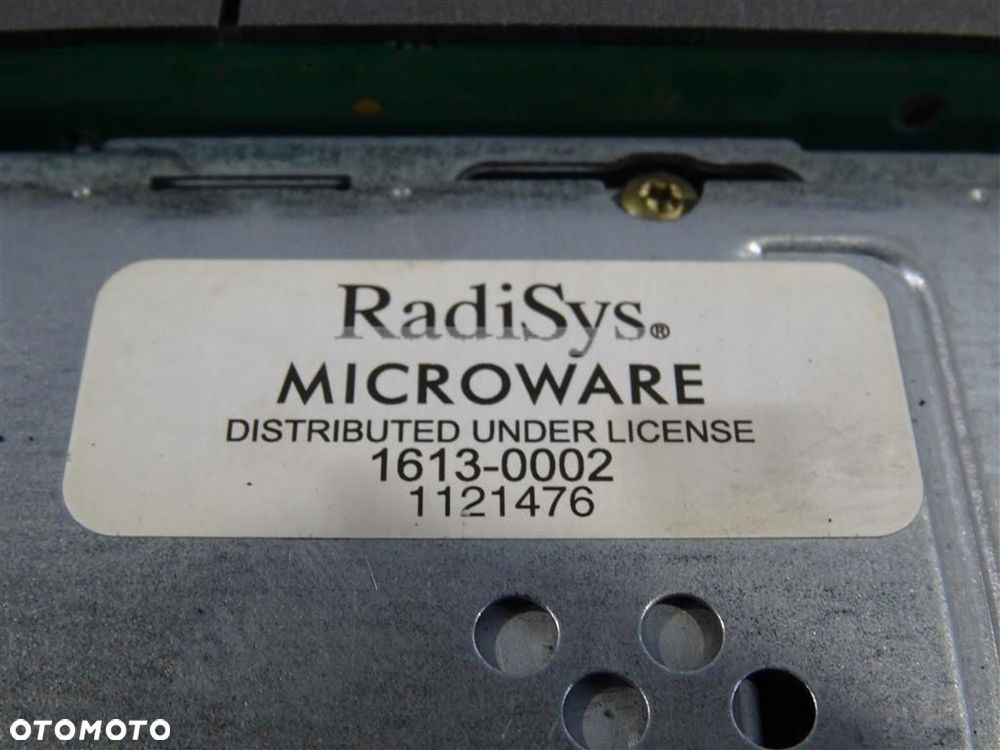 RadiSys®
MICROWARE
DISTRIBUTED UNDER LICENSE
1613-0002
1121476
OTOMOTO